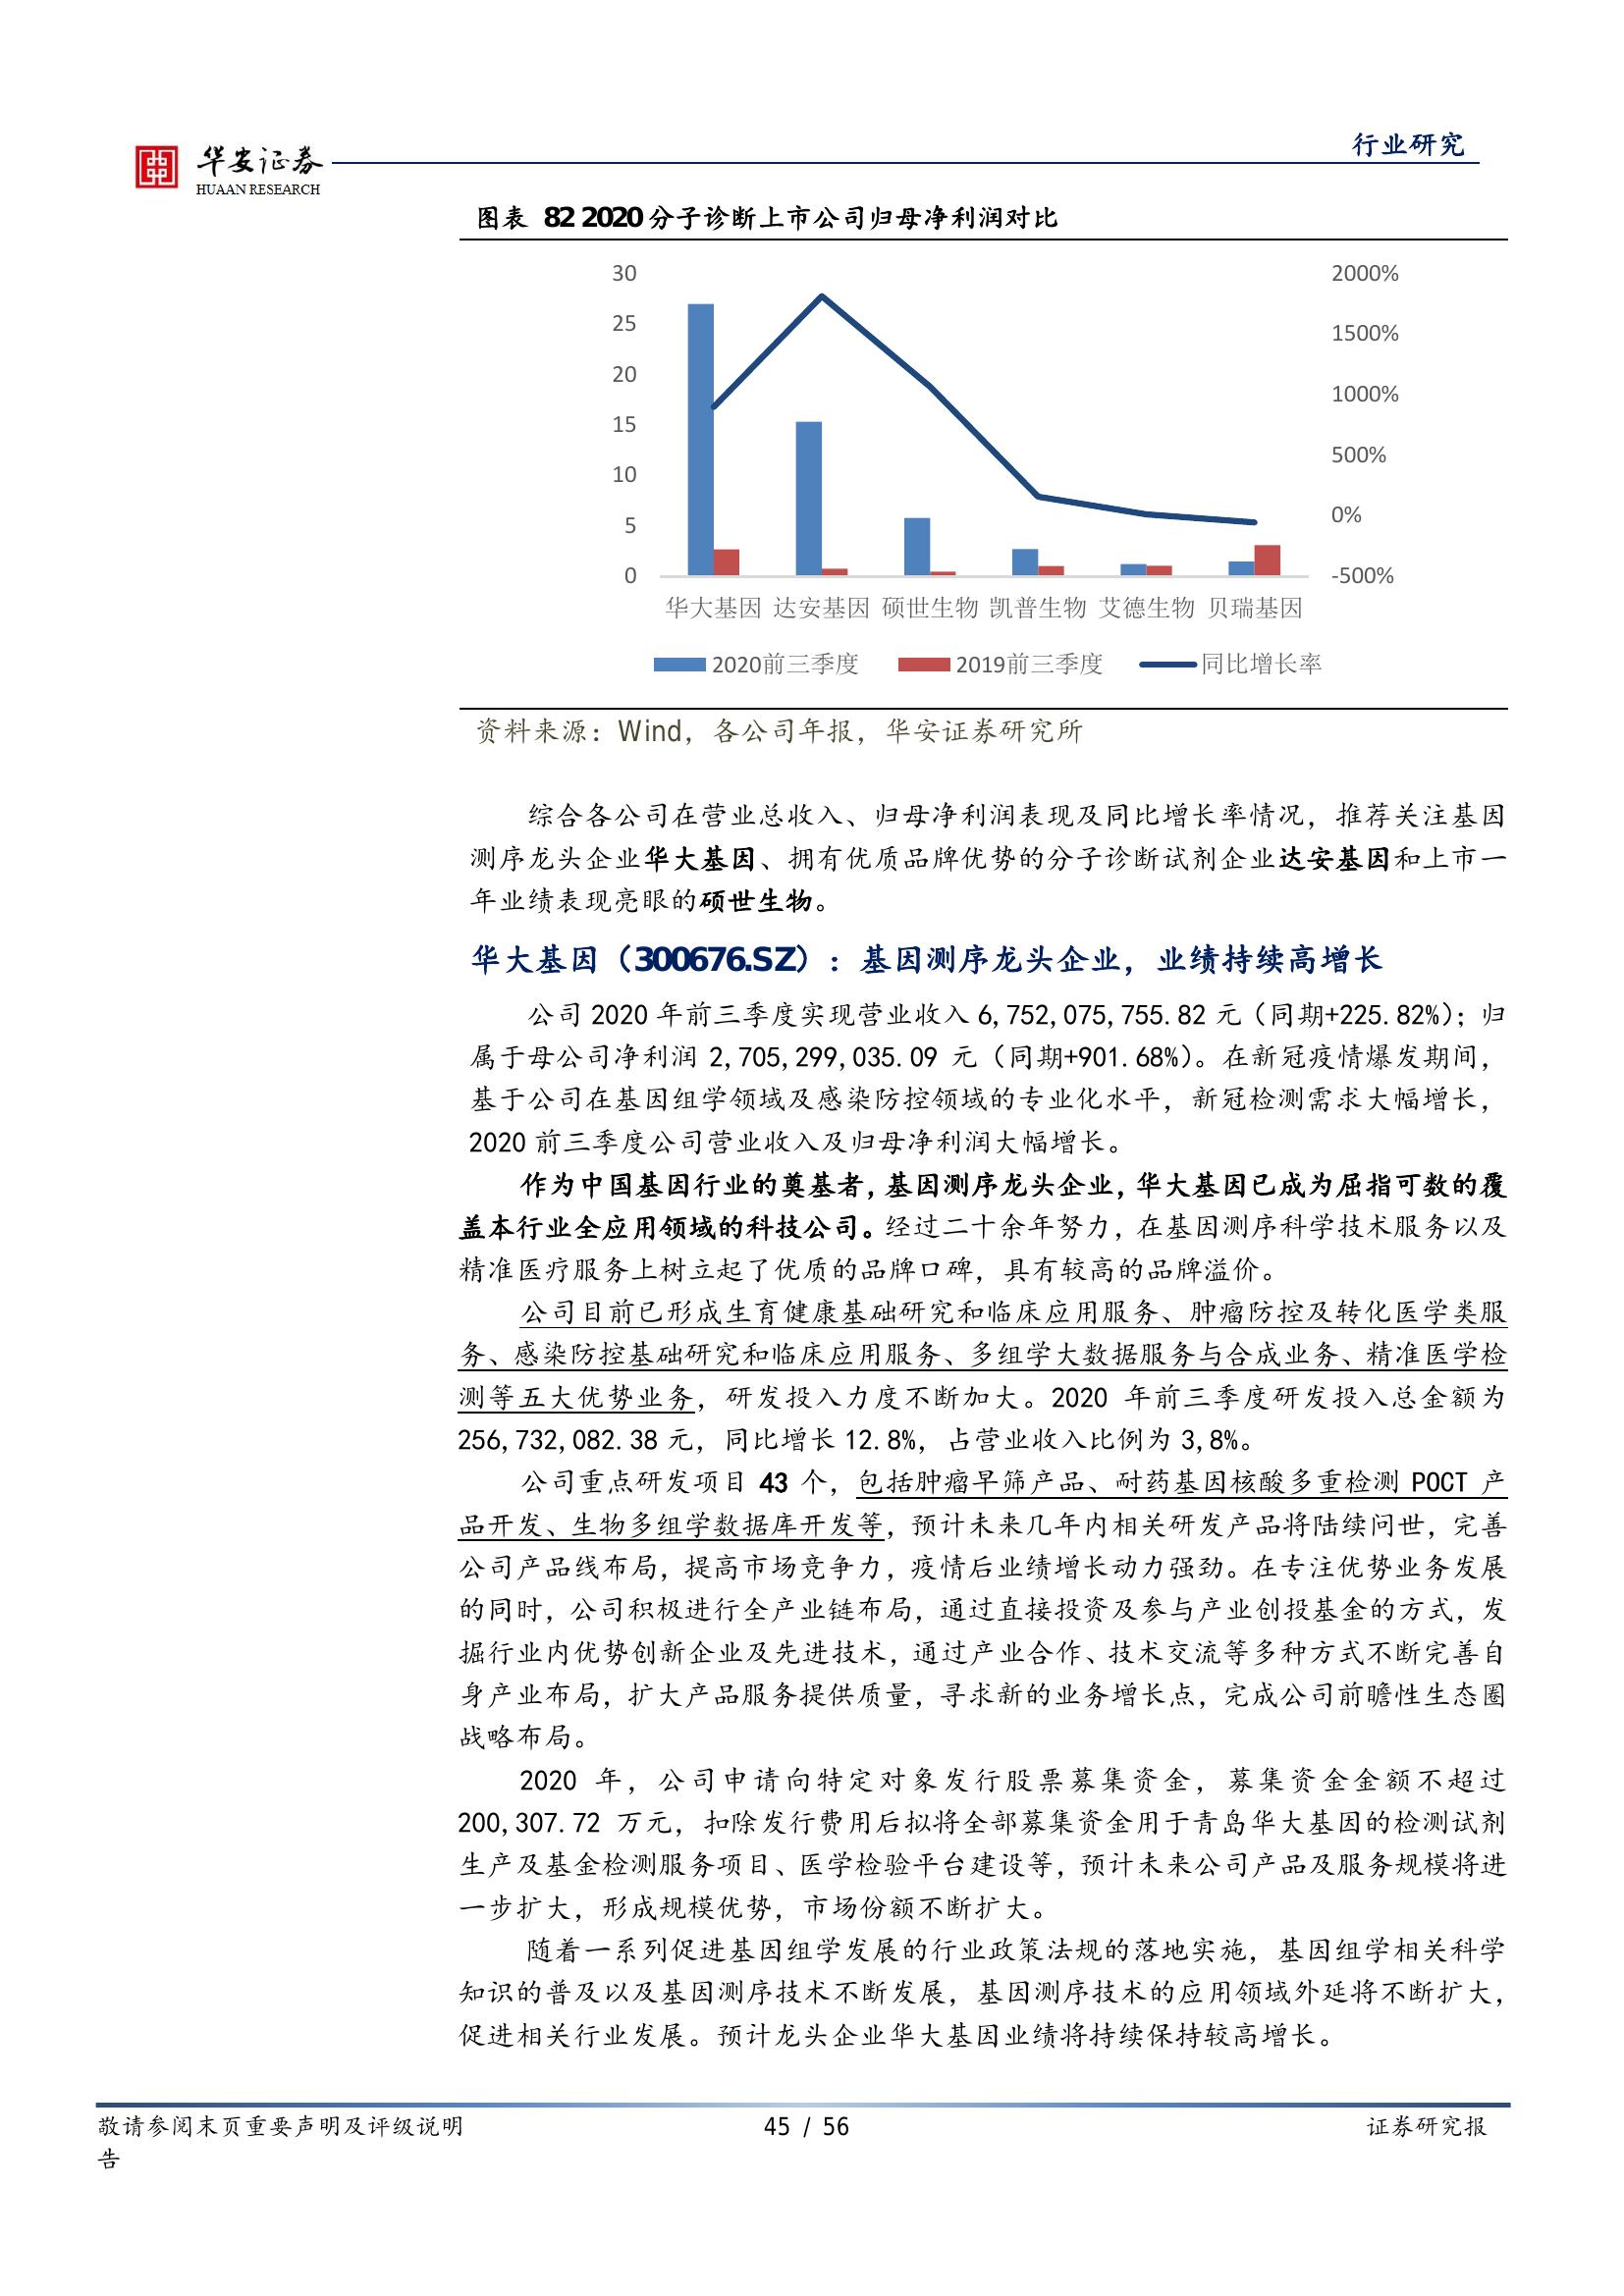 华安证券
HUAAN RESEARCH
行业研究
图表 82 2020 分子诊断上市公司归母净利润对比
30
25
20
15
10
5
0
2000%
1500%
1000%
500%
0%
-500%
华大基因 达安基因 硕世生物 凯普生物 艾德生物 贝瑞基因
2020前三季度 2019前三季度 同比增长率
资料来源：Wind，各公司年报，华安证券研究所
综合各公司在营业总收入、归母净利润表现及同比增长率情况，推荐关注基因
测序龙头企业华大基因、拥有优质品牌优势的分子诊断试剂企业达安基因和上市一
年业绩表现亮眼的硕世生物。
华大基因（300676.SZ）：基因测序龙头企业，业绩持续高增长
公司 2020 年前三季度实现营业收入 6,752,075,755.82 元（同期+225.82%）；归
属于母公司净利润 2,705,299,035.09 元（同期+901.68%）。在新冠疫情爆发期间，
基于公司在基因组学领域及感染防控领域的专业化水平，新冠检测需求大幅增长，
2020 前三季度公司营业收入及归母净利润大幅增长。
作为中国基因行业的奠基者，基因测序龙头企业，华大基因已成为屈指可数的覆
盖本行业全应用领域的科技公司。经过二十余年努力，在基因测序科学技术服务以及
精准医疗服务上树立起了优质的品牌口碑，具有较高的品牌溢价。
公司目前已形成生育健康基础研究和临床应用服务、肿瘤防控及转化医学类服
务、感染防控基础研究和临床应用服务、多组学大数据服务与合成业务、精准医学检
测等五大优势业务，研发投入力度不断加大。2020 年前三季度研发投入总金额为
256,732,082.38 元，同比增长 12.8%，占营业收入比例为 3,8%。
公司重点研发项目 43 个，包括肿瘤早筛产品、耐药基因核酸多重检测 POCT 产
品开发、生物多组学数据库开发等，预计未来几年内相关研发产品将陆续问世，完善
公司产品线布局，提高市场竞争力，疫情后业绩增长动力强劲。在专注优势业务发展
的同时，公司积极进行全产业链布局，通过直接投资及参与产业创投基金的方式，发
掘行业内优势创新企业及先进技术，通过产业合作、技术交流等多种方式不断完善自
身产业布局，扩大产品服务提供质量，寻求新的业务增长点，完成公司前瞻性生态圈
战略布局。
2020 年，公司申请向特定对象发行股票募集资金，募集资金金额不超过
200,307.72 万元，扣除发行费用后拟将全部募集资金用于青岛华大基因的检测试剂
生产及基金检测服务项目、医学检验平台建设等，预计未来公司产品及服务规模将进
一步扩大，形成规模优势，市场份额不断扩大。
随着一系列促进基因组学发展的行业政策法规的落地实施，基因组学相关科学
知识的普及以及基因测序技术不断发展，基因测序技术的应用领域外延将不断扩大，
促进相关行业发展。预计龙头企业华大基因业绩将持续保持较高增长。
敬请参阅末页重要声明及评级说明 45 / 56 证券研究报
告